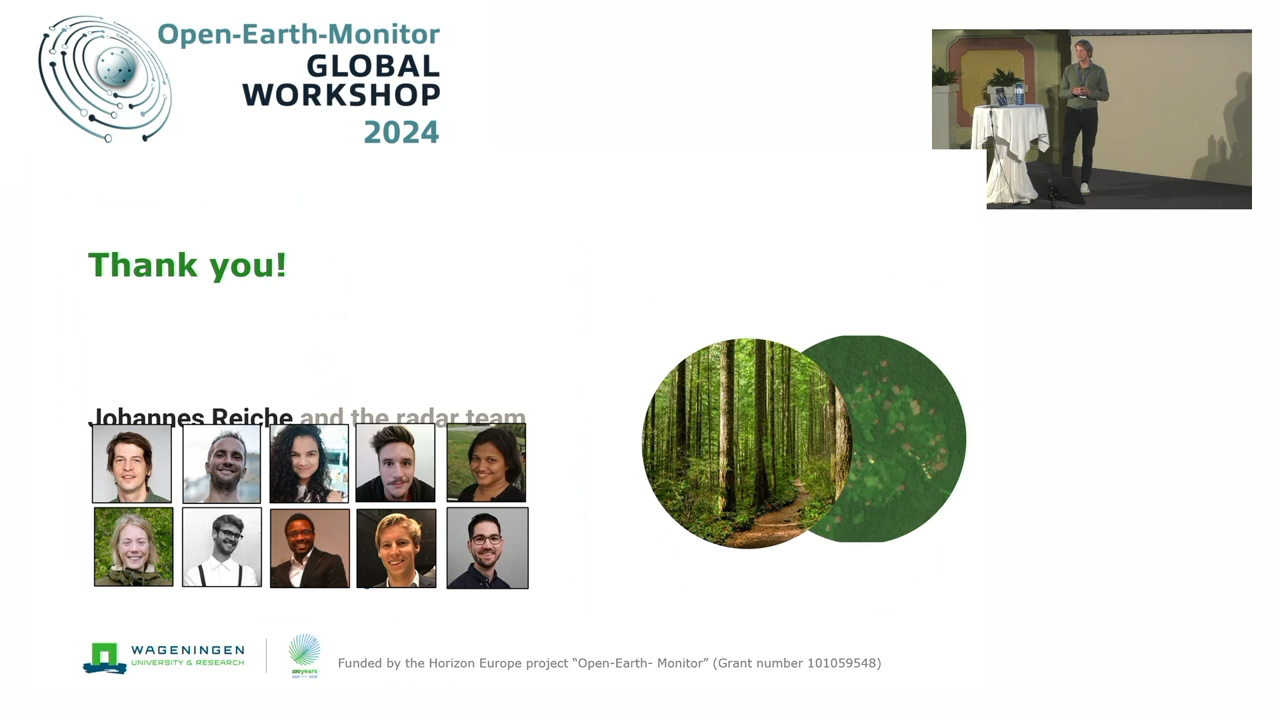 Open-Earth-Monitor
GLOBAL
WORKSHOP
2024
Thank you!
Johannes Reiche and the radar team
WAGENINGEN
UNIVERSITY & RESEARCH
100years
Funded by the Horizon Europe project “Open-Earth- Monitor” (Grant number 101059548)